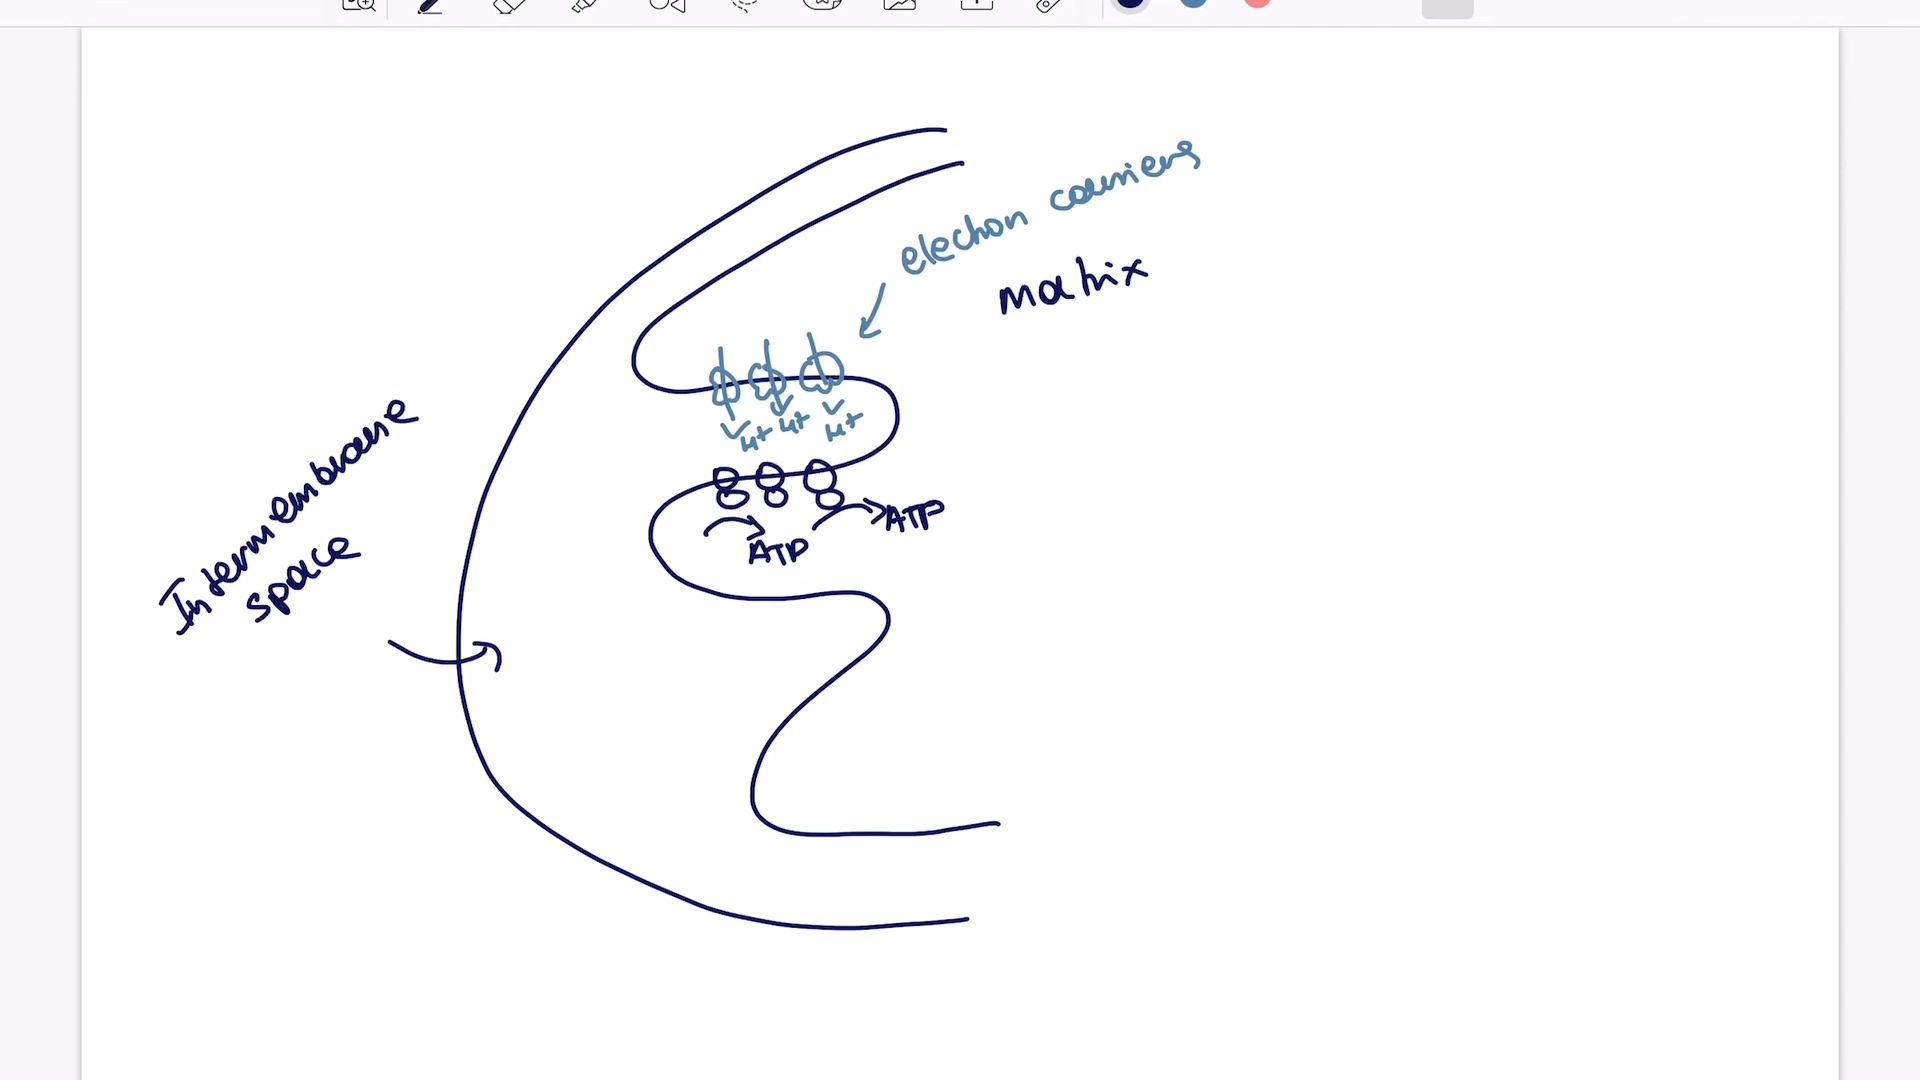 electron carriers
matrix
Intermembrane
space
H+ H+ H+
ATP
ATP